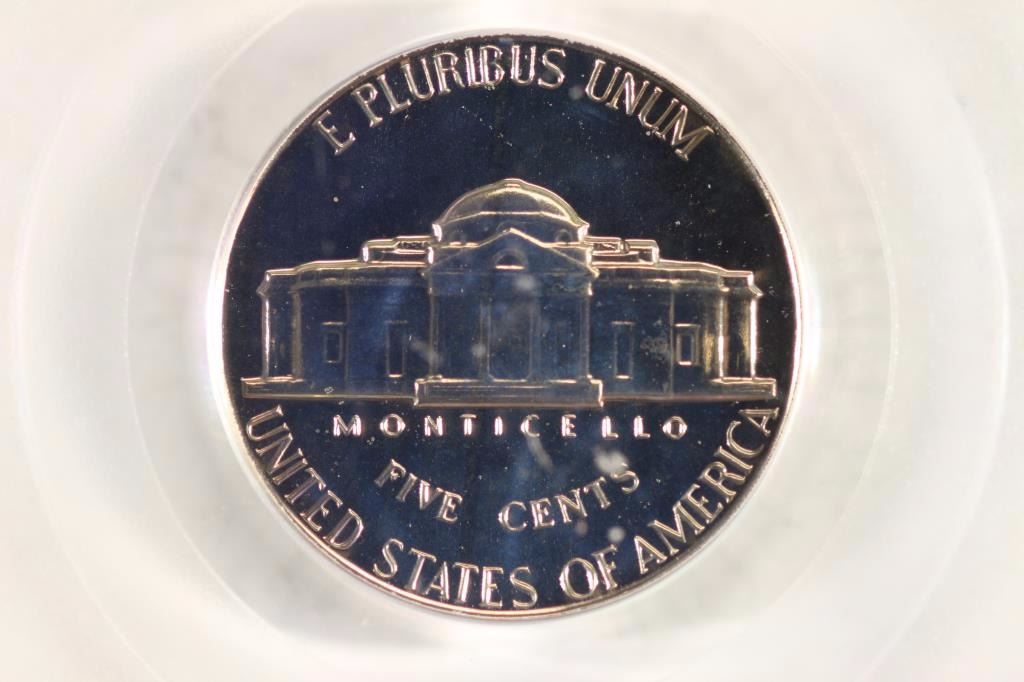 E PLURIBUS UNUM
MONTICELLO
FIVE CENTS
UNITED STATES OF AMERICA